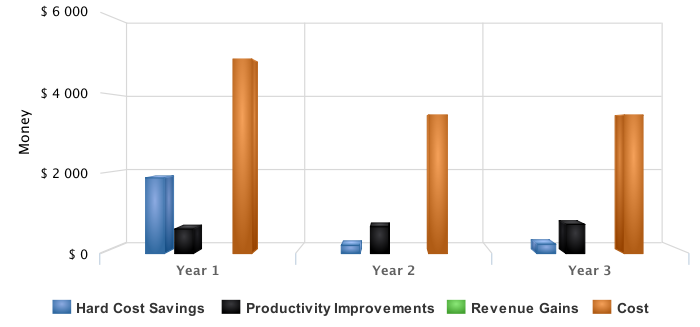 $ 6 000
$ 4 000
$ 2 000
$ 0
Money
Year 1
Year 2
Year 3
Hard Cost Savings
Productivity Improvements
Revenue Gains
Cost